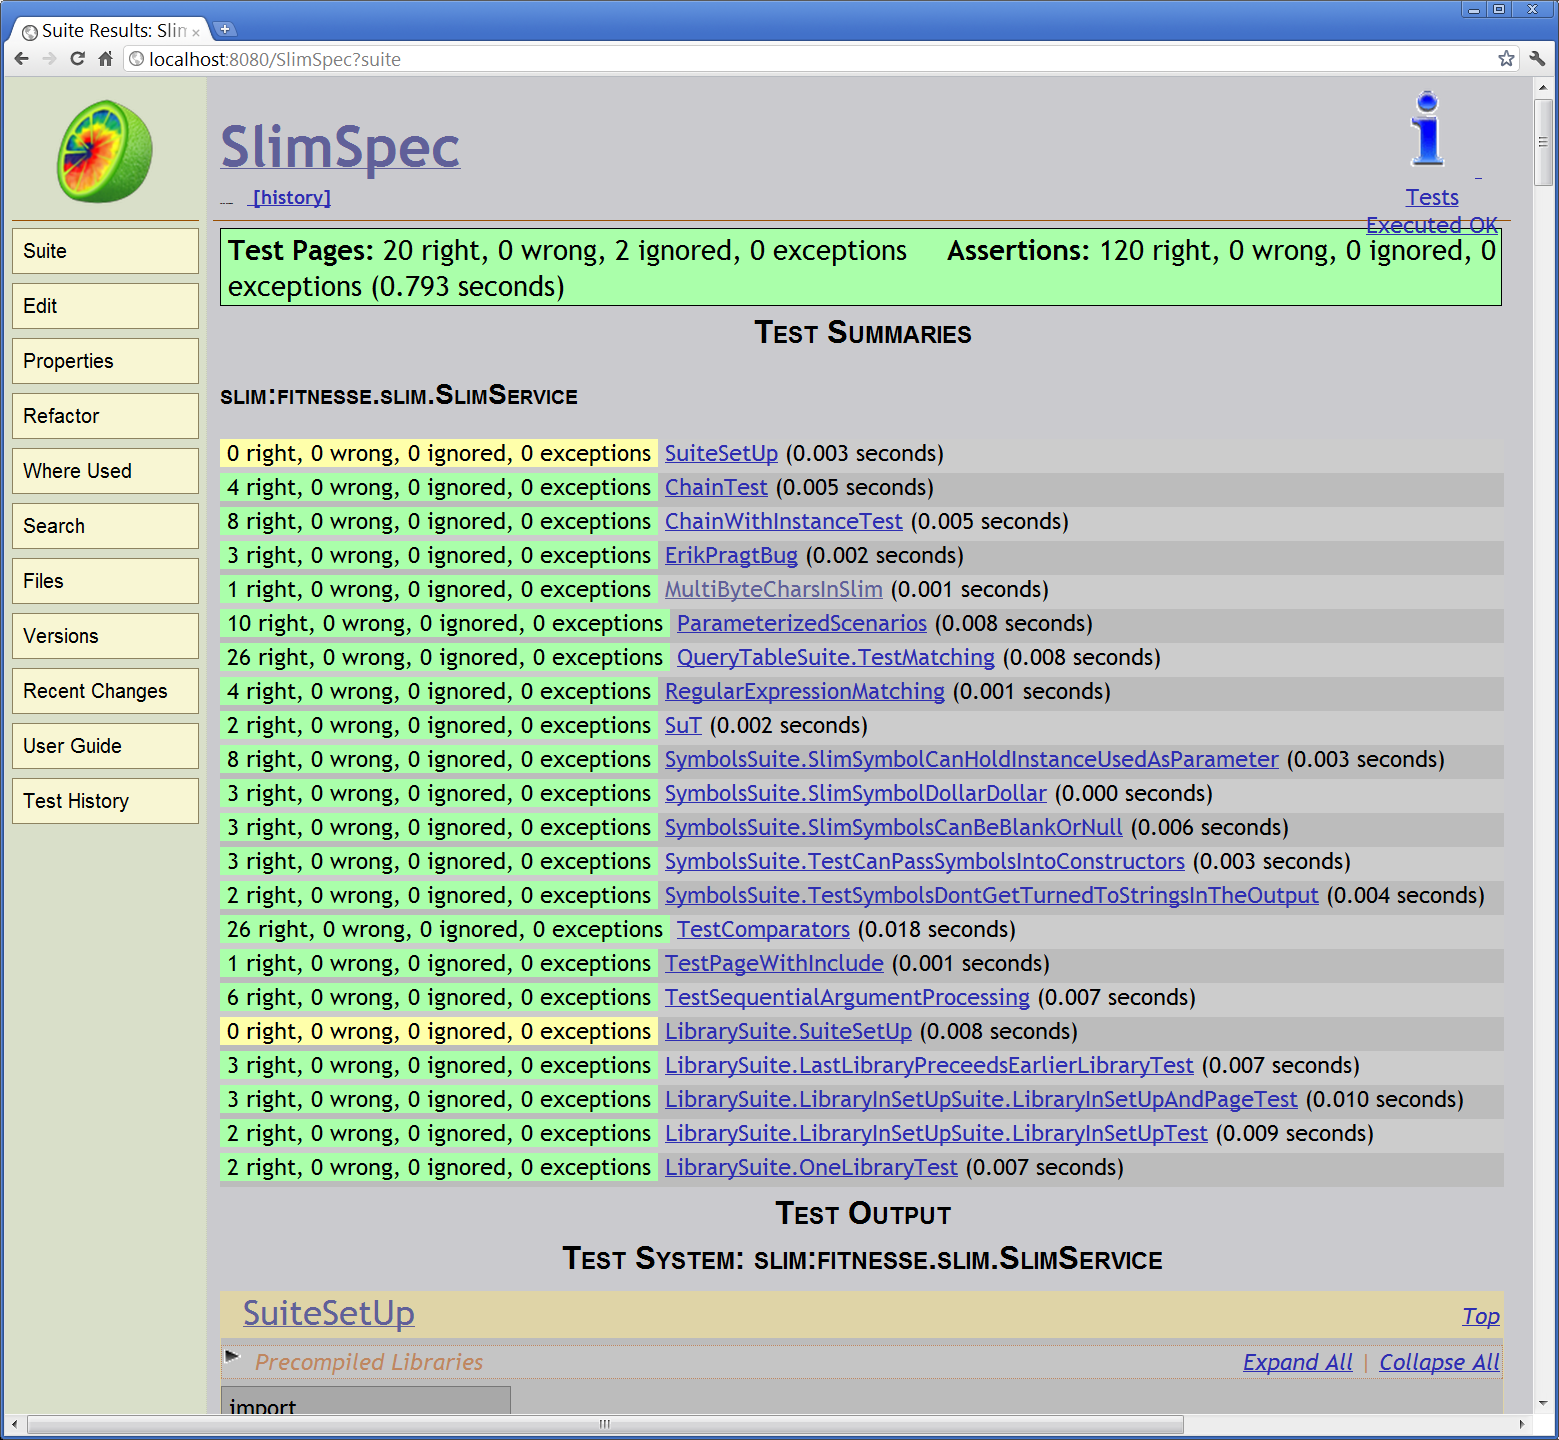 Suite Results: Slim
localhost:8080/SlimSpec?suite
SlimSpec
[history]
Tests
Executed OK
Suite
Edit
Properties
Refactor
Where Used
Search
Files
Versions
Recent Changes
User Guide
Test History
Test Pages: 20 right, 0 wrong, 2 ignored, 0 exceptions Assertions: 120 right, 0 wrong, 0 ignored, 0
exceptions (0.793 seconds)
Test Summaries
slim:fitnesse.slim.SlimService
0 right, 0 wrong, 0 ignored, 0 exceptions SuiteSetUp (0.003 seconds)
4 right, 0 wrong, 0 ignored, 0 exceptions ChainTest (0.005 seconds)
8 right, 0 wrong, 0 ignored, 0 exceptions ChainWithInstanceTest (0.005 seconds)
3 right, 0 wrong, 0 ignored, 0 exceptions ErikPragtBug (0.002 seconds)
1 right, 0 wrong, 0 ignored, 0 exceptions MultiByteCharsInSlim (0.001 seconds)
10 right, 0 wrong, 0 ignored, 0 exceptions ParameterizedScenarios (0.008 seconds)
26 right, 0 wrong, 0 ignored, 0 exceptions QueryTableSuite.TestMatching (0.008 seconds)
4 right, 0 wrong, 0 ignored, 0 exceptions RegularExpressionMatching (0.001 seconds)
2 right, 0 wrong, 0 ignored, 0 exceptions SuT (0.002 seconds)
8 right, 0 wrong, 0 ignored, 0 exceptions SymbolsSuite.SlimSymbolCanHoldInstanceUsedAsParameter (0.003 seconds)
3 right, 0 wrong, 0 ignored, 0 exceptions SymbolsSuite.SlimSymbolDollarDollar (0.000 seconds)
3 right, 0 wrong, 0 ignored, 0 exceptions SymbolsSuite.SlimSymbolsCanBeBlankOrNull (0.006 seconds)
3 right, 0 wrong, 0 ignored, 0 exceptions SymbolsSuite.TestCanPassSymbolsIntoConstructors (0.003 seconds)
2 right, 0 wrong, 0 ignored, 0 exceptions SymbolsSuite.TestSymbolsDontGetTurnedToStringsInTheOutput (0.004 seconds)
26 right, 0 wrong, 0 ignored, 0 exceptions TestComparators (0.018 seconds)
1 right, 0 wrong, 0 ignored, 0 exceptions TestPageWithInclude (0.001 seconds)
6 right, 0 wrong, 0 ignored, 0 exceptions TestSequentialArgumentProcessing (0.007 seconds)
0 right, 0 wrong, 0 ignored, 0 exceptions LibrarySuite.SuiteSetUp (0.008 seconds)
3 right, 0 wrong, 0 ignored, 0 exceptions LibrarySuite.LastLibraryPreceedsEarlierLibraryTest (0.007 seconds)
3 right, 0 wrong, 0 ignored, 0 exceptions LibrarySuite.LibraryInSetUpSuite.LibraryInSetUpAndPageTest (0.010 seconds)
2 right, 0 wrong, 0 ignored, 0 exceptions LibrarySuite.LibraryInSetUpSuite.LibraryInSetUpTest (0.009 seconds)
2 right, 0 wrong, 0 ignored, 0 exceptions LibrarySuite.OneLibraryTest (0.007 seconds)
Test Output
Test System: slim:fitnesse.slim.SlimService
SuiteSetUp Top
Precompiled Libraries Expand All | Collapse All
import